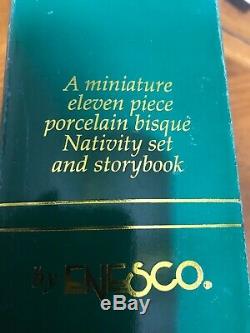 A miniature
eleven piece
porcelain bisquè
Nativity set
and storybook
By ENESCO.